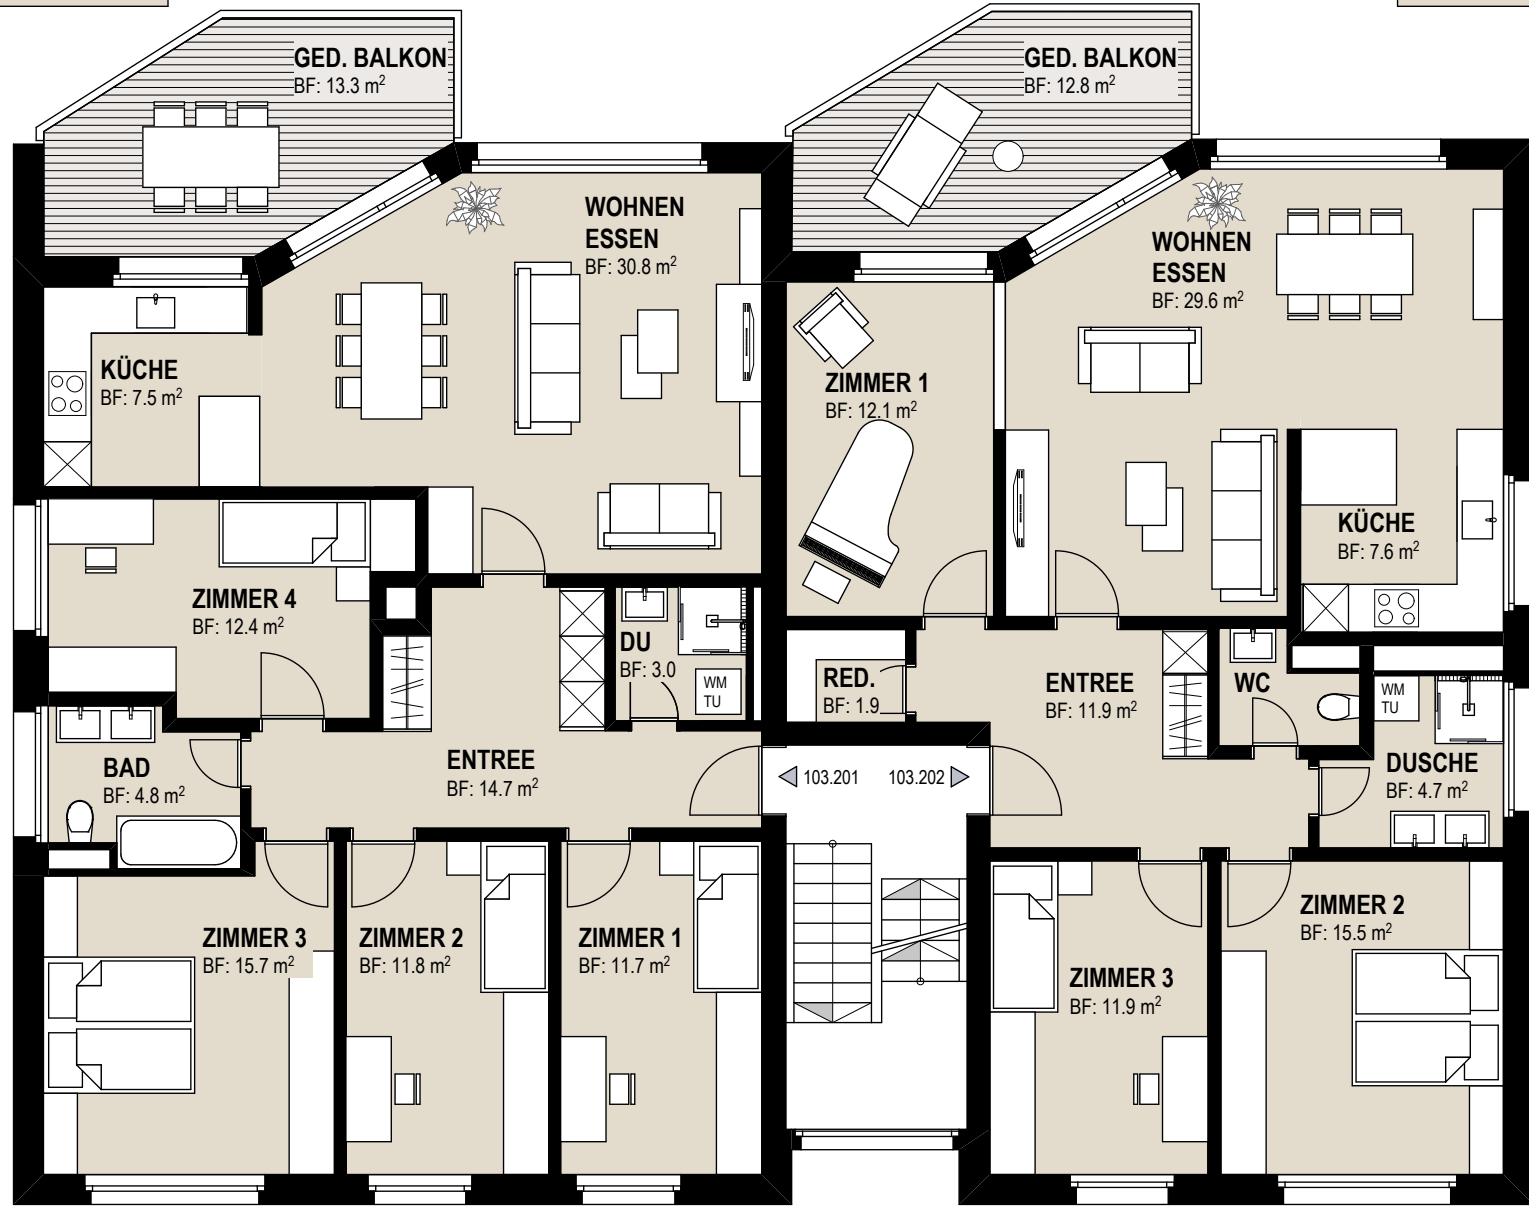 GED. BALKON
BF: 13.3 m²
GED. BALKON
BF: 12.8 m²
WOHNEN
ESSEN
BF: 30.8 m²
WOHNEN
ESSEN
BF: 29.6 m²
KÜCHE
BF: 7.5 m²
ZIMMER 1
BF: 12.1 m²
KÜCHE
BF: 7.6 m²
ZIMMER 4
BF: 12.4 m²
DU
BF: 3.0
WM
TU
RED.
BF: 1.9
ENTREE
BF: 11.9 m²
WC
WM
TU
BAD
BF: 4.8 m²
ENTREE
BF: 14.7 m²
103.201
103.202
DUSCHE
BF: 4.7 m²
ZIMMER 3
BF: 15.7 m²
ZIMMER 2
BF: 11.8 m²
ZIMMER 1
BF: 11.7 m²
ZIMMER 3
BF: 11.9 m²
ZIMMER 2
BF: 15.5 m²